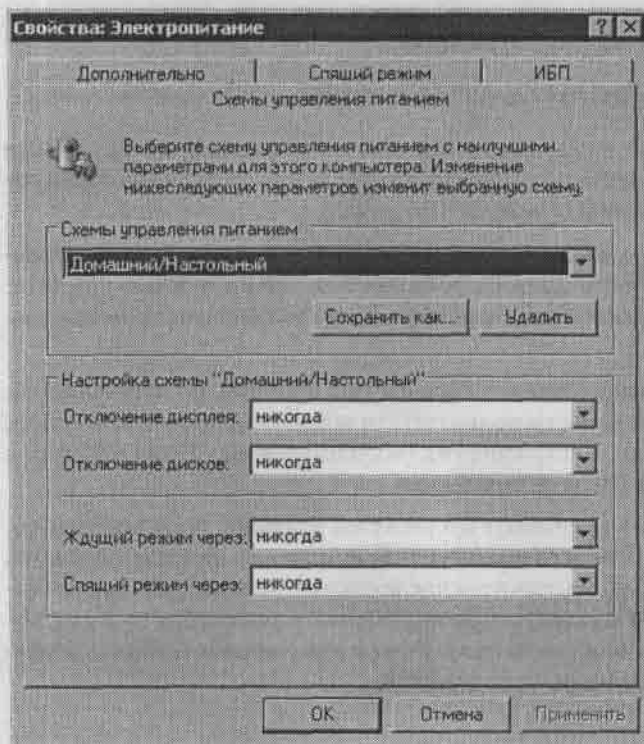 Свойства: Электропитание
Дополнительно
Спящий режим
ИБП
Схемы управления питанием
Выберите схему управления питанием с наилучшими
параметрами для этого компьютера. Изменение
нижеследующих параметров изменит выбранную схему.
Схемы управления питанием
Домашний/Настольный
Сохранить как...
Удалить
Настройка схемы "Домашний/Настольный"
Отключение дисплея: никогда
Отключение дисков: никогда
Ждущий режим через: никогда
Спящий режим через: никогда
OK
Отмена
Применить